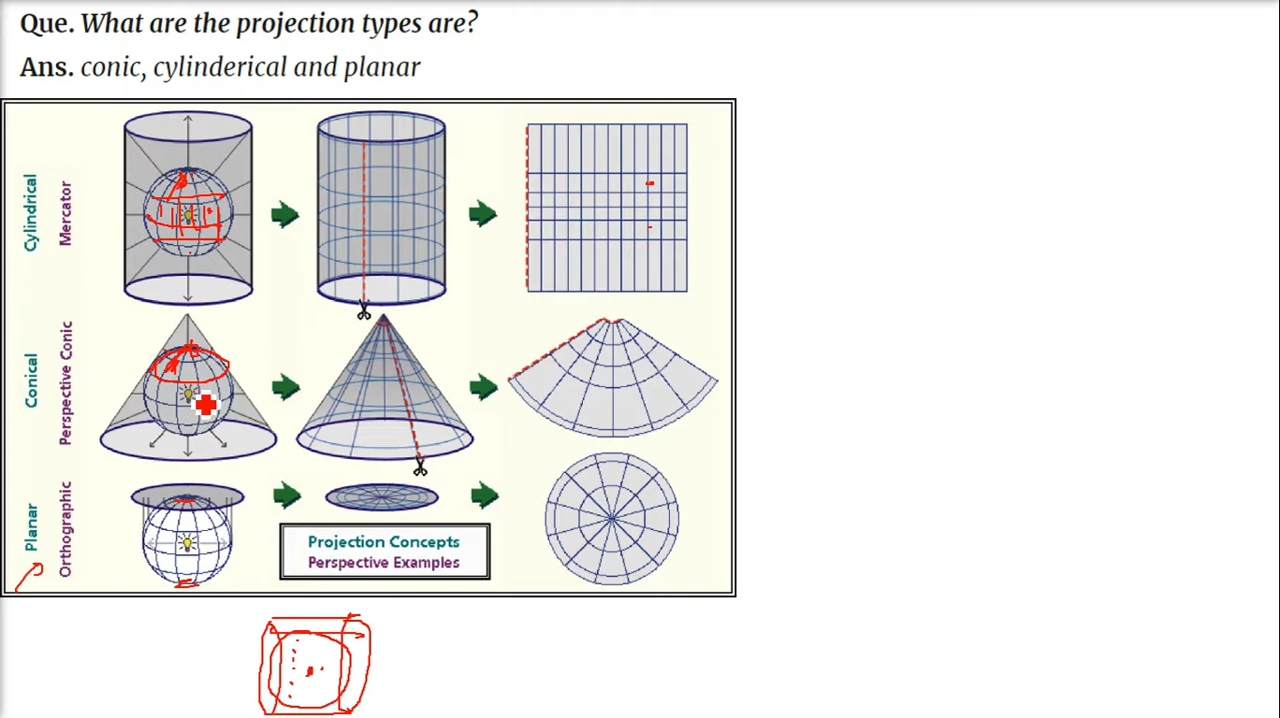 Que. What are the projection types are?
Ans. conic, cylinderical and planar
Cylindrical
Mercator
Conical
Perspective Conic
Planar
Orthographic
Projection Concepts
Perspective Examples